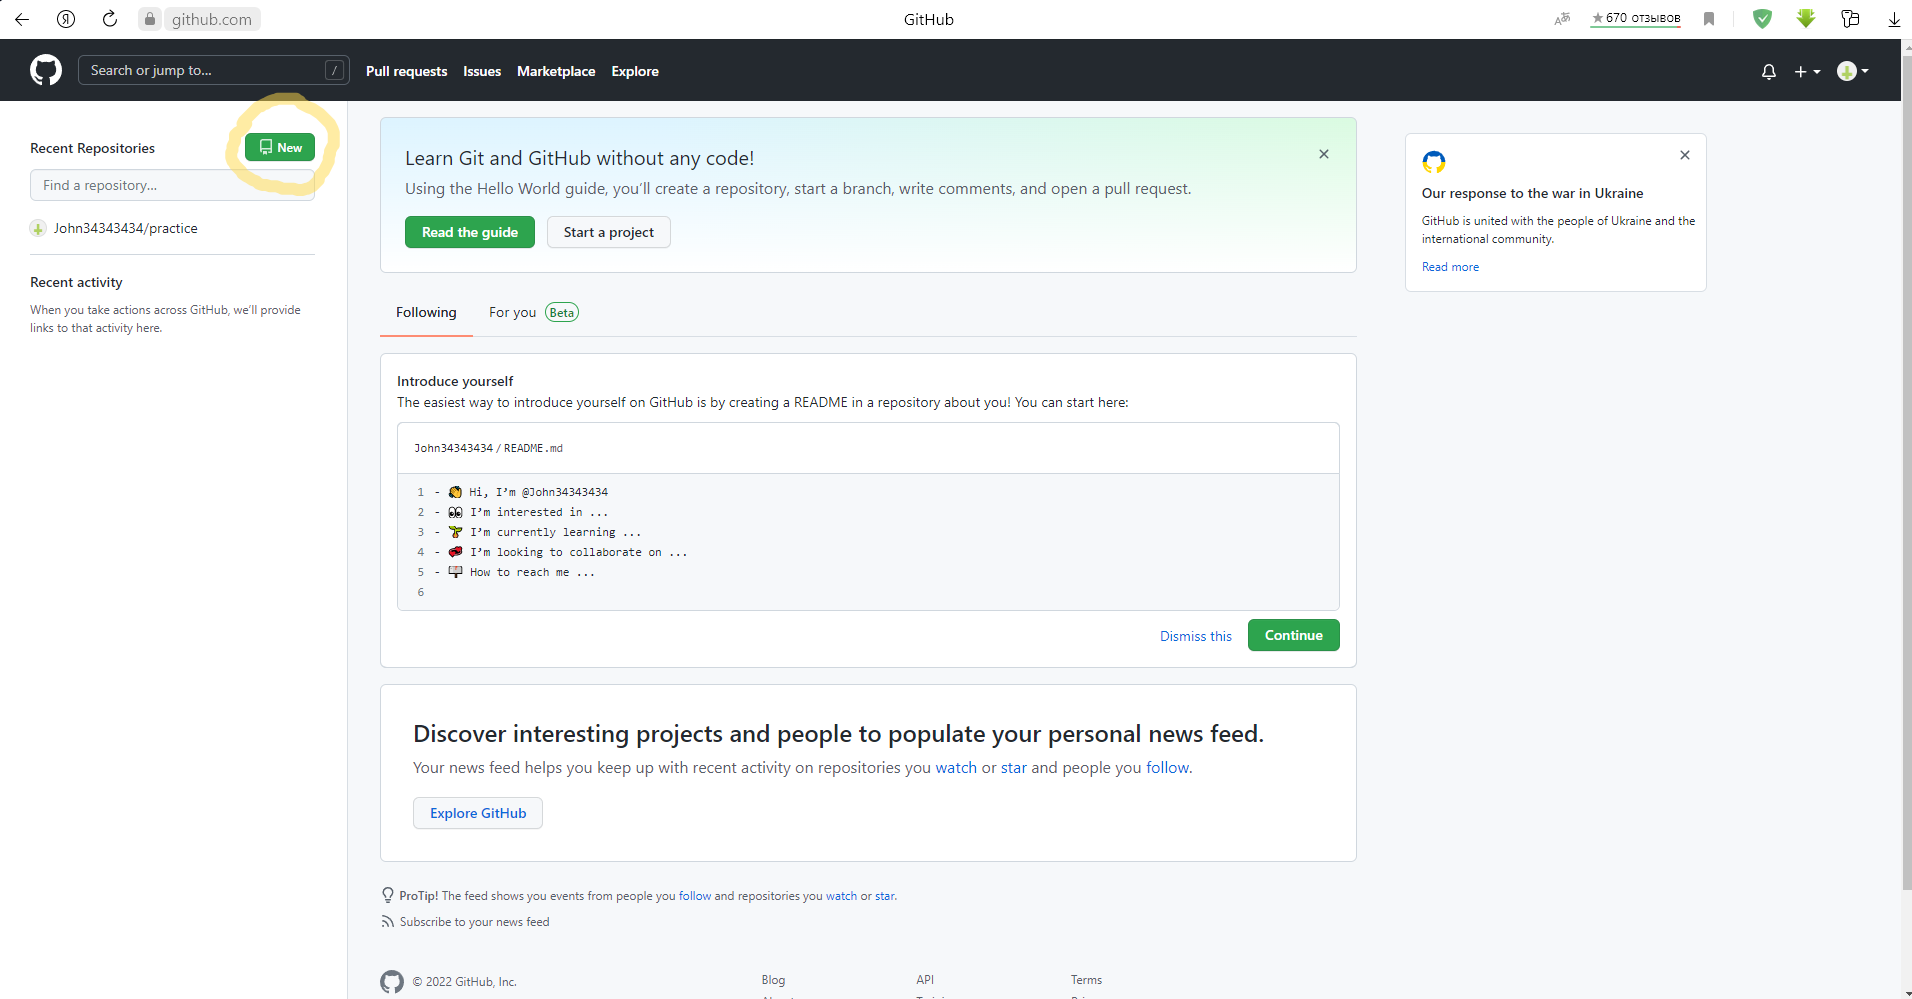 github.com
GitHub
670 отзывов
Search or jump to...
/
Pull requests
Issues
Marketplace
Explore
Recent Repositories
New
Find a repository...
John34343434/practice
Recent activity
When you take actions across GitHub, we'll provide
links to that activity here.
Learn Git and GitHub without any code!
Using the Hello World guide, you'll create a repository, start a branch, write comments, and open a pull request.
Read the guide
Start a project
Following
For you Beta
Introduce yourself
The easiest way to introduce yourself on GitHub is by creating a README in a repository about you! You can start here:
John34343434 / README.md
1 - 👋 Hi, I'm @John34343434
2 - 👀 I'm interested in ...
3 - 🌱 I'm currently learning ...
4 - 💞️ I'm looking to collaborate on ...
5 - 📫 How to reach me ...
6
Dismiss this
Continue
Discover interesting projects and people to populate your personal news feed.
Your news feed helps you keep up with recent activity on repositories you watch or star and people you follow.
Explore GitHub
ProTip! The feed shows you events from people you follow and repositories you watch or star.
Subscribe to your news feed
Our response to the war in Ukraine
GitHub is united with the people of Ukraine and the
international community.
Read more
© 2022 GitHub, Inc.
Blog
API
Terms